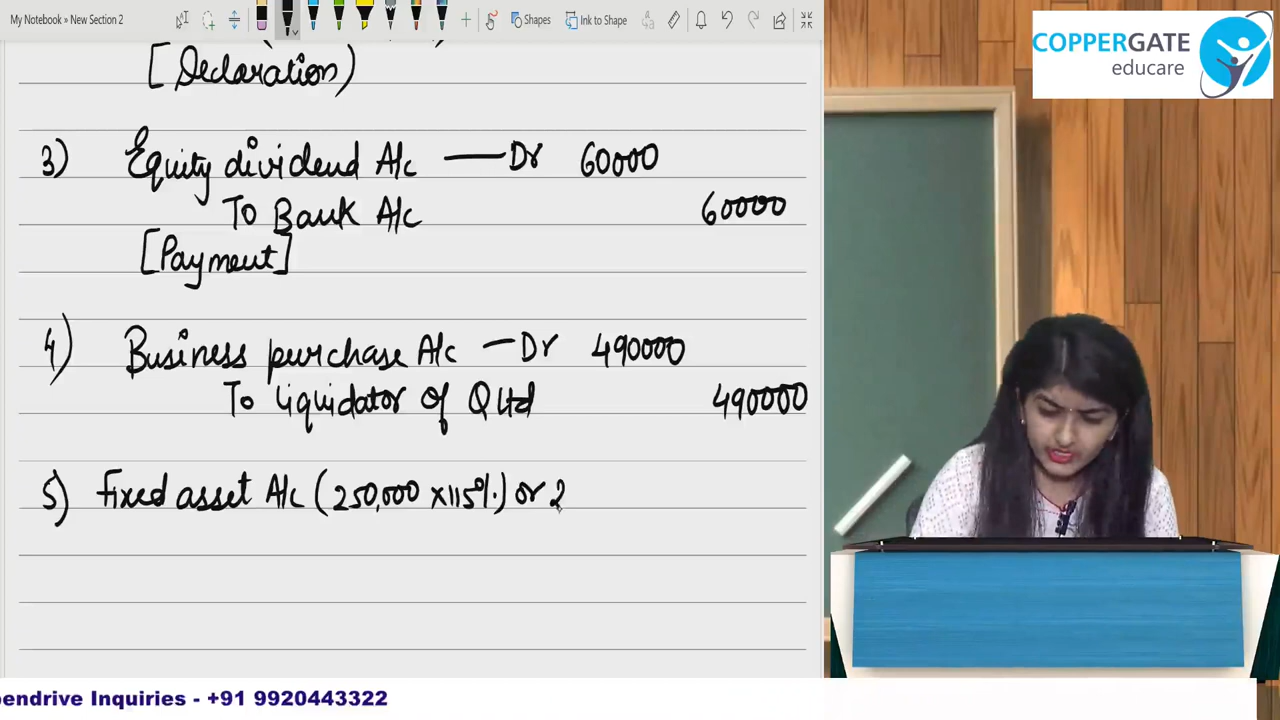 My Notebook » New Section 2
Shapes
Ink to Shape
COPPERGATE
educare
[Declaration)
3) Equity dividend A/c — Dr 60000
To Bank A/c 60000
[Payment]
4) Business purchase A/c — Dr 490000
To liquidator of Q Ltd 490000
5) Fixed asset A/c (250,000 x115%.) or 2
pendrive Inquiries - +91 9920443322